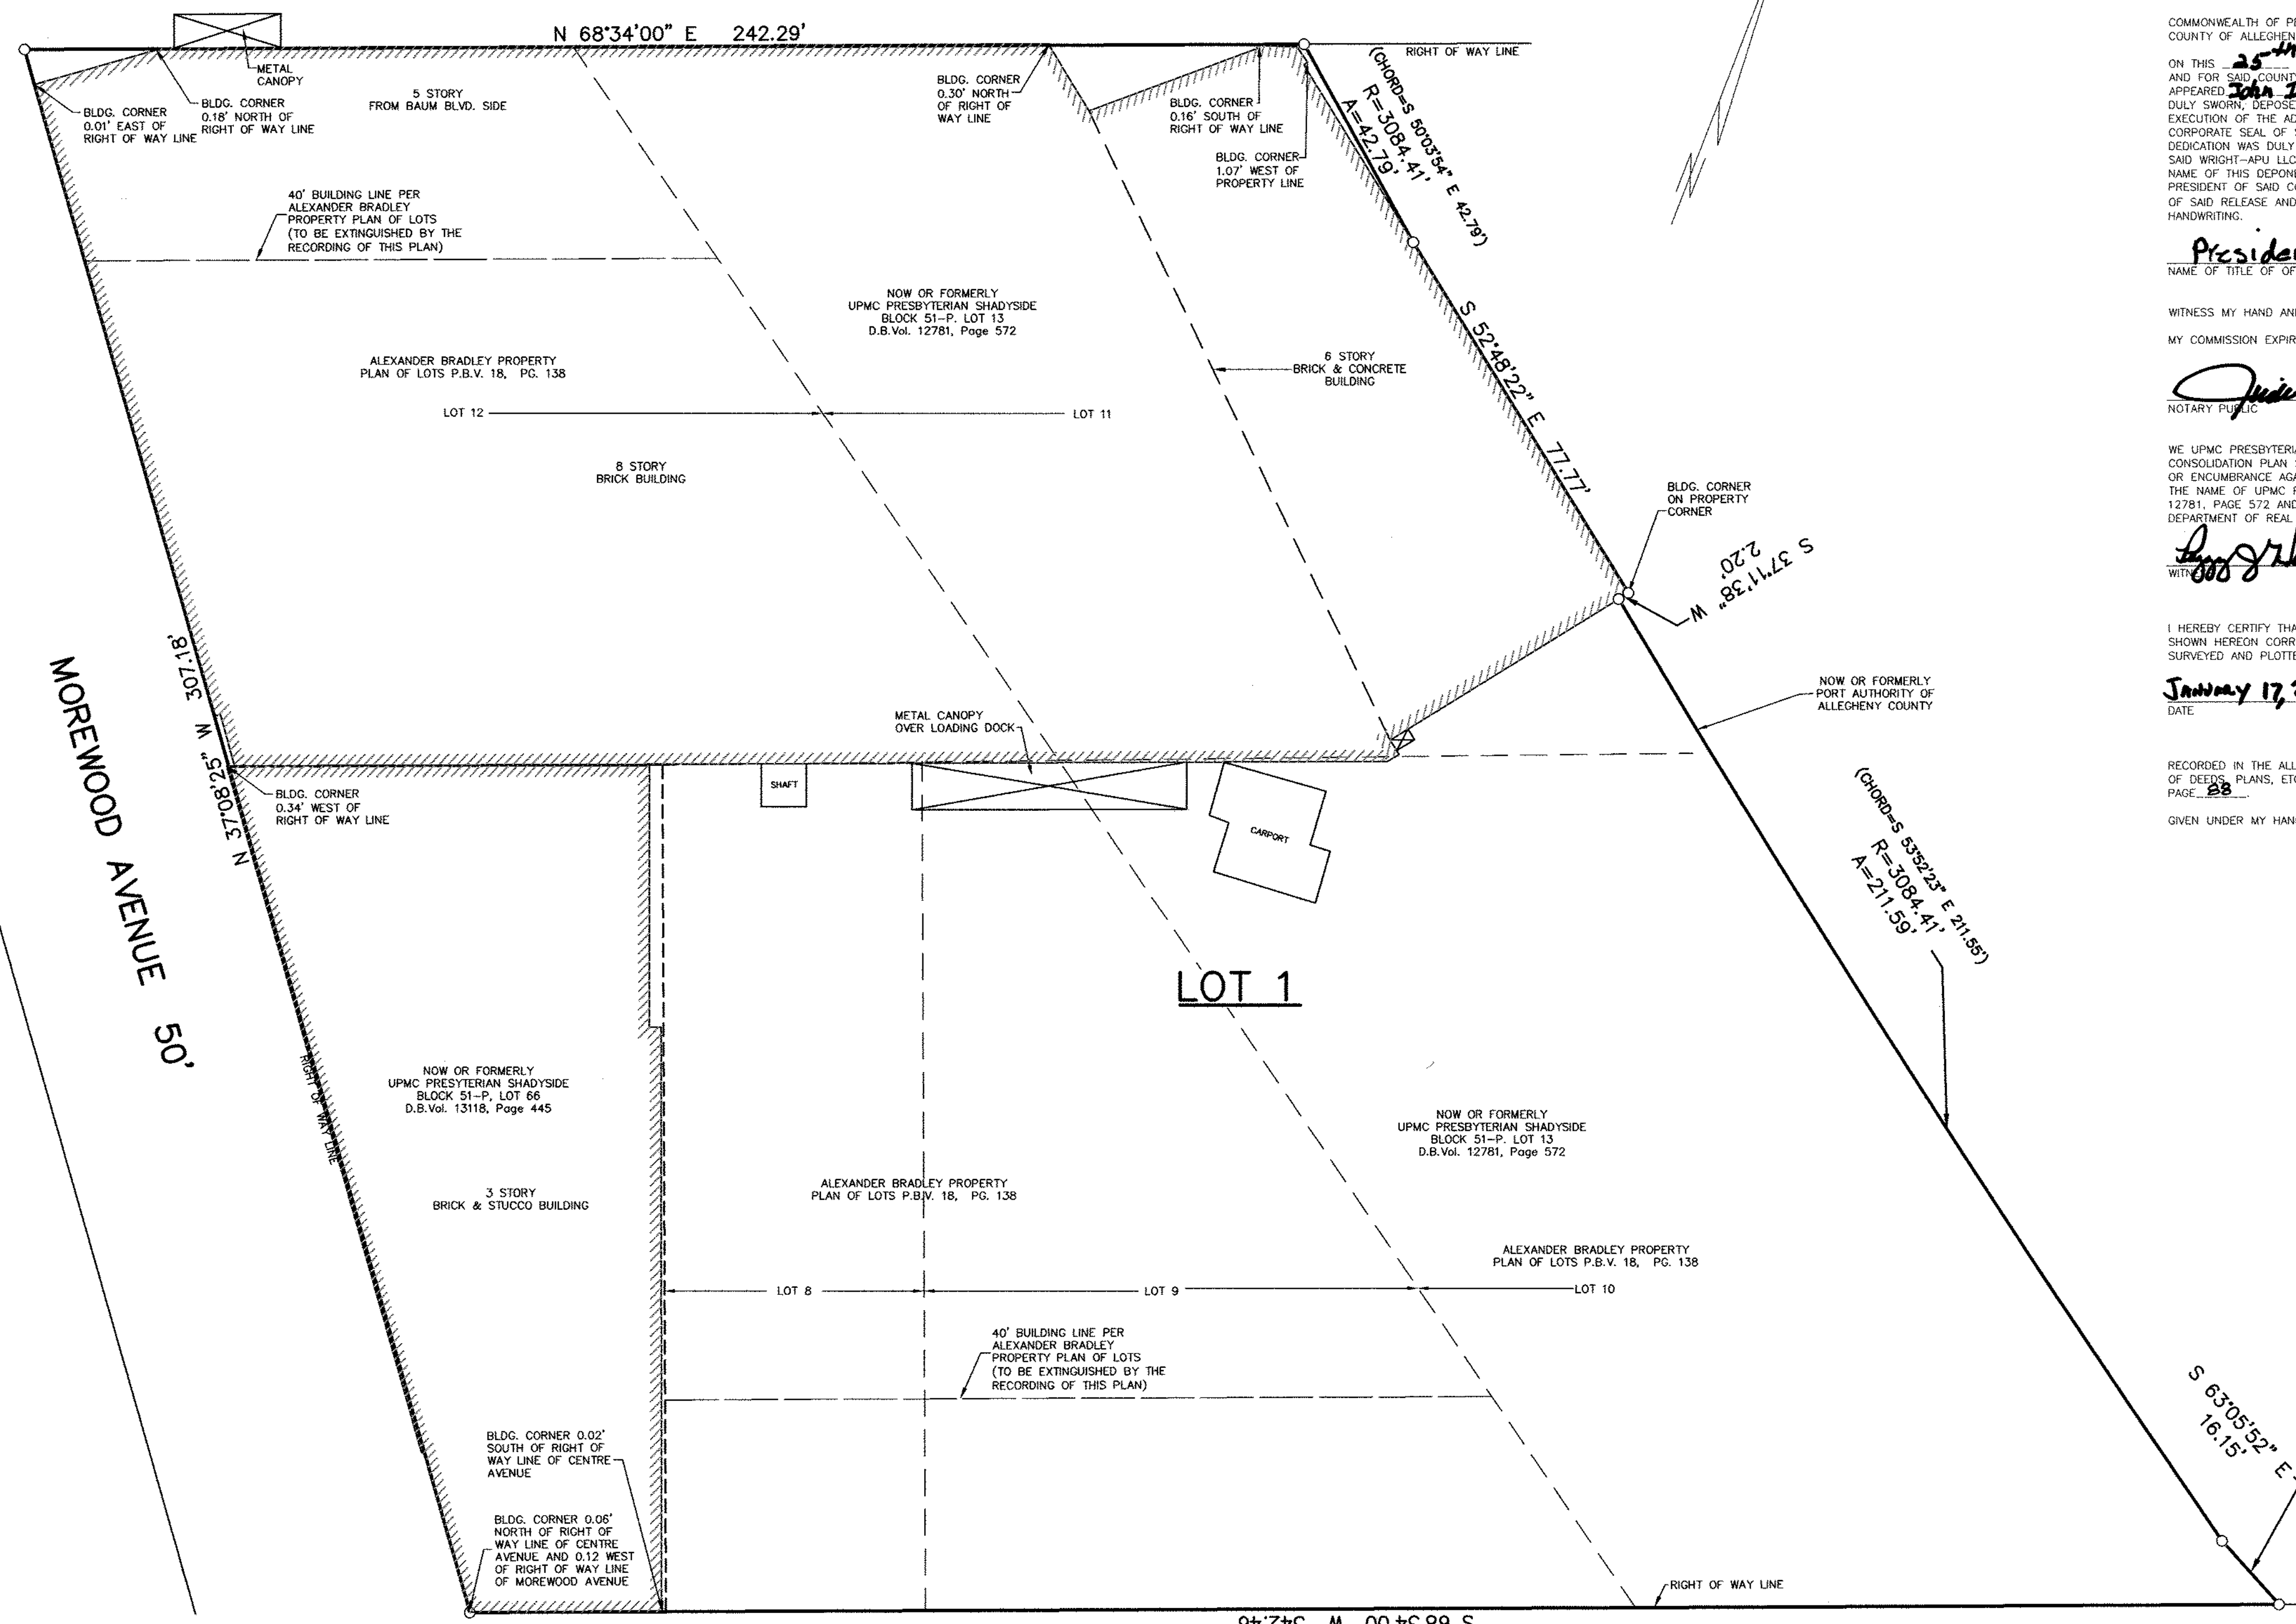 N 68°34'00" E 242.29'
METAL
CANOPY
5 STORY
FROM BAUM BLVD. SIDE
BLDG. CORNER
0.01' EAST OF
RIGHT OF WAY LINE
BLDG. CORNER
0.18' NORTH OF
RIGHT OF WAY LINE
BLDG. CORNER
0.30' NORTH
OF RIGHT OF
WAY LINE
BLDG. CORNER
0.16' SOUTH OF
RIGHT OF WAY LINE
BLDG. CORNER
1.07' WEST OF
PROPERTY LINE
RIGHT OF WAY LINE
(CHORD=S 50°03'54" E 42.79')
R=3084.41'
A=42.79'
40' BUILDING LINE PER
ALEXANDER BRADLEY
PROPERTY PLAN OF LOTS
(TO BE EXTINGUISHED BY THE
RECORDING OF THIS PLAN)
NOW OR FORMERLY
UPMC PRESBYTERIAN SHADYSIDE
BLOCK 51-P. LOT 13
D.B.Vol. 12781, Page 572
ALEXANDER BRADLEY PROPERTY
PLAN OF LOTS P.B.V. 18, PG. 138
6 STORY
BRICK & CONCRETE
BUILDING
S 52°48'22" E 77.77'
LOT 12
LOT 11
8 STORY
BRICK BUILDING
BLDG. CORNER
ON PROPERTY
CORNER
S 37°11'38" W
2.20'
NOW OR FORMERLY
PORT AUTHORITY OF
ALLEGHENY COUNTY
MOREWOOD AVENUE 50'
N 37°08'25" W 307.18'
METAL CANOPY
OVER LOADING DOCK
SHAFT
CARPORT
BLDG. CORNER
0.34' WEST OF
RIGHT OF WAY LINE
(CHORD=S 53°52'23" E 211.55')
R=3084.41'
A=211.59'
LOT 1
RIGHT OF WAY LINE
NOW OR FORMERLY
UPMC PRESYTERIAN SHADYSIDE
BLOCK 51-P, LOT 66
D.B.Vol. 13118, Page 445
3 STORY
BRICK & STUCCO BUILDING
ALEXANDER BRADLEY PROPERTY
PLAN OF LOTS P.B.V. 18, PG. 138
NOW OR FORMERLY
UPMC PRESBYTERIAN SHADYSIDE
BLOCK 51-P. LOT 13
D.B.Vol. 12781, Page 572
ALEXANDER BRADLEY PROPERTY
PLAN OF LOTS P.B.V. 18, PG. 138
LOT 8
LOT 9
LOT 10
40' BUILDING LINE PER
ALEXANDER BRADLEY
PROPERTY PLAN OF LOTS
(TO BE EXTINGUISHED BY THE
RECORDING OF THIS PLAN)
BLDG. CORNER 0.02'
SOUTH OF RIGHT OF
WAY LINE OF CENTRE
AVENUE
BLDG. CORNER 0.06'
NORTH OF RIGHT OF
WAY LINE OF CENTRE
AVENUE AND 0.12 WEST
OF RIGHT OF WAY LINE
OF MOREWOOD AVENUE
S 63°05'52" E
16.15'
RIGHT OF WAY LINE
S 68°34'00" W 342.46'
COMMONWEALTH OF
COUNTY OF
ON THIS 25th
AND FOR SAID
APPEARED John
DULY SWORN,
EXECUTION OF THE
CORPORATE SEAL OF
DEDICATION WAS DULY
SAID WRIGHT-APU LLC
NAME OF THIS
PRESIDENT OF SAID
OF SAID RELEASE AND
HANDWRITING.
NAME OF TITLE OF
WITNESS MY HAND
MY COMMISSION
NOTARY PUBLIC
WE UPMC
CONSOLIDATION PLAN
OR ENCUMBRANCE
THE NAME OF UPMC
12781, PAGE 572 AND
DEPARTMENT OF REAL
WITNESS
I HEREBY CERTIFY
SHOWN HEREON
SURVEYED AND
January 17,
DATE
RECORDED IN THE
OF DEEDS, PLANS,
PAGE 88.
GIVEN UNDER MY